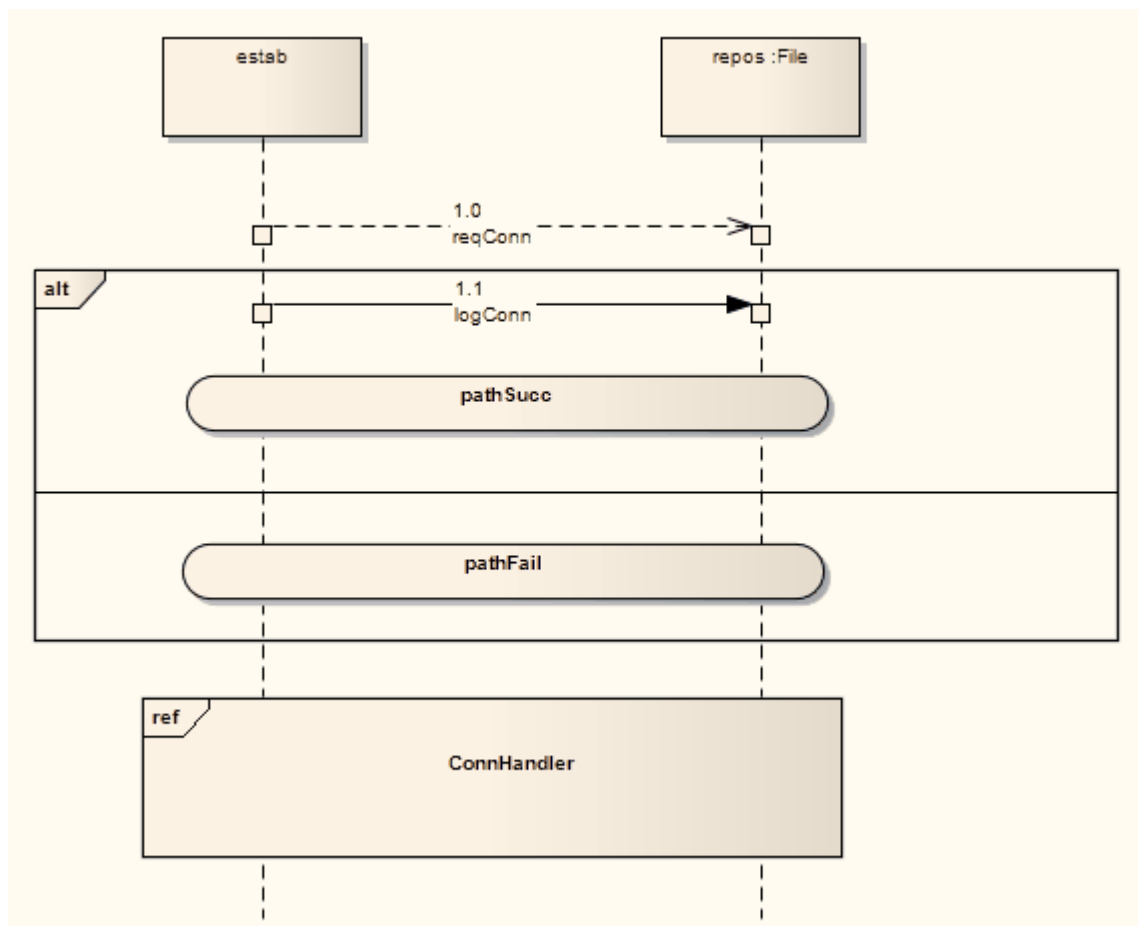 estab
repos :File
1.0
reqConn
alt
1.1
logConn
pathSucc
pathFail
ref
ConnHandler